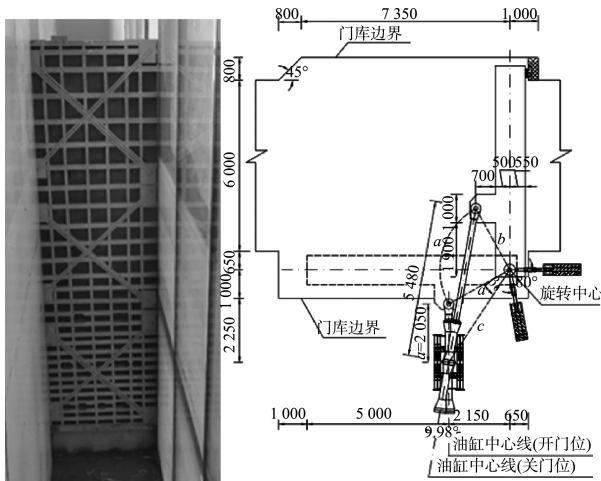 800
7 350
1 000
门库边界
800
45°
6 000
500
550
700
1 000
a
b
1 900
650
5 480
80°
旋转中心
d
1 000
门库边界
a=2 050
c
2 250
1 000
5 000
2 150
650
9.98°
油缸中心线(开门位)
油缸中心线(关门位)